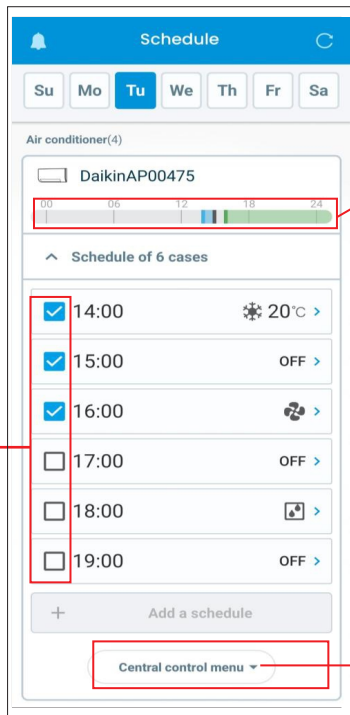 Schedule
Su Mo Tu We Th Fr Sa
Air conditioner(4)
DaikinAP00475
00 06 12 18 24
Schedule of 6 cases
14:00 20°C >
15:00 OFF >
16:00 >
17:00 OFF >
18:00 >
19:00 OFF >
+ Add a schedule
Central control menu